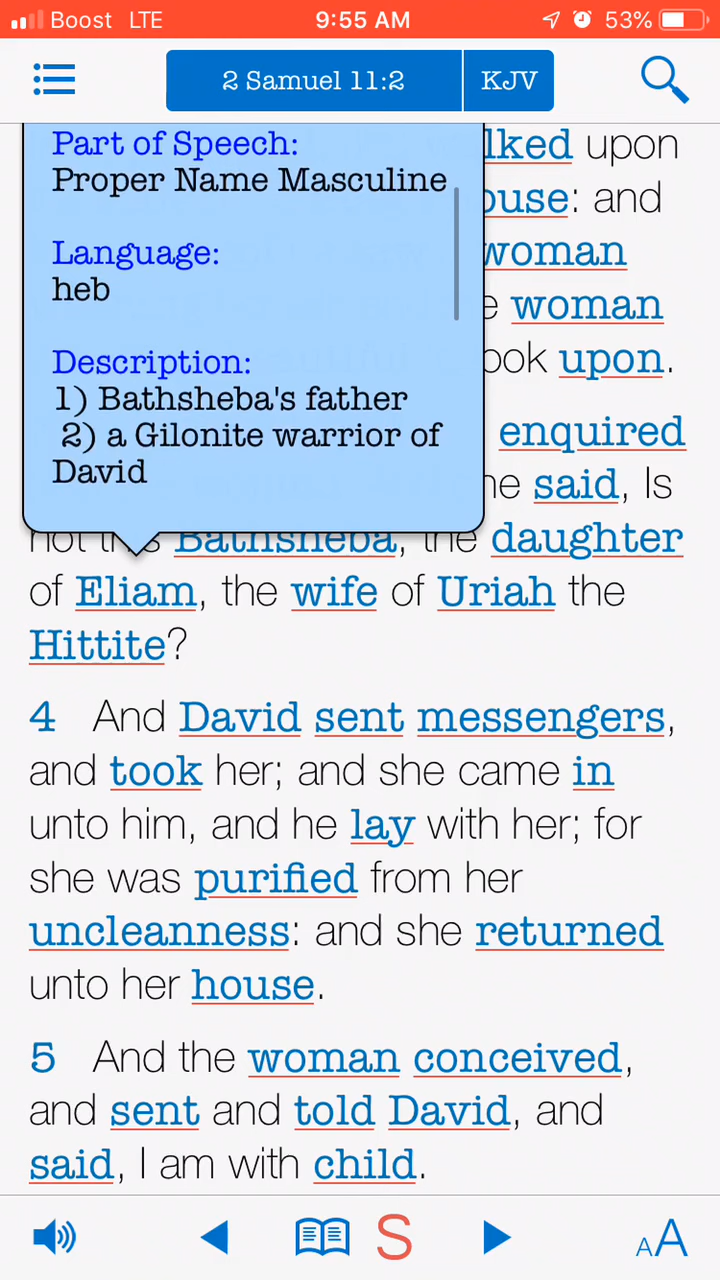 Boost LTE 9:55 AM 53%
2 Samuel 11:2 KJV
Part of Speech:
Proper Name Masculine
Language:
heb
Description:
1) Bathsheba's father
2) a Gilonite warrior of
David
lked upon
ouse: and
woman
e woman
ook upon.
enquired
he said, Is
not this Bathsheba, the daughter
of Eliam, the wife of Uriah the
Hittite?
4 And David sent messengers,
and took her; and she came in
unto him, and he lay with her; for
she was purified from her
uncleanness: and she returned
unto her house.
5 And the woman conceived,
and sent and told David, and
said, I am with child.
S AA